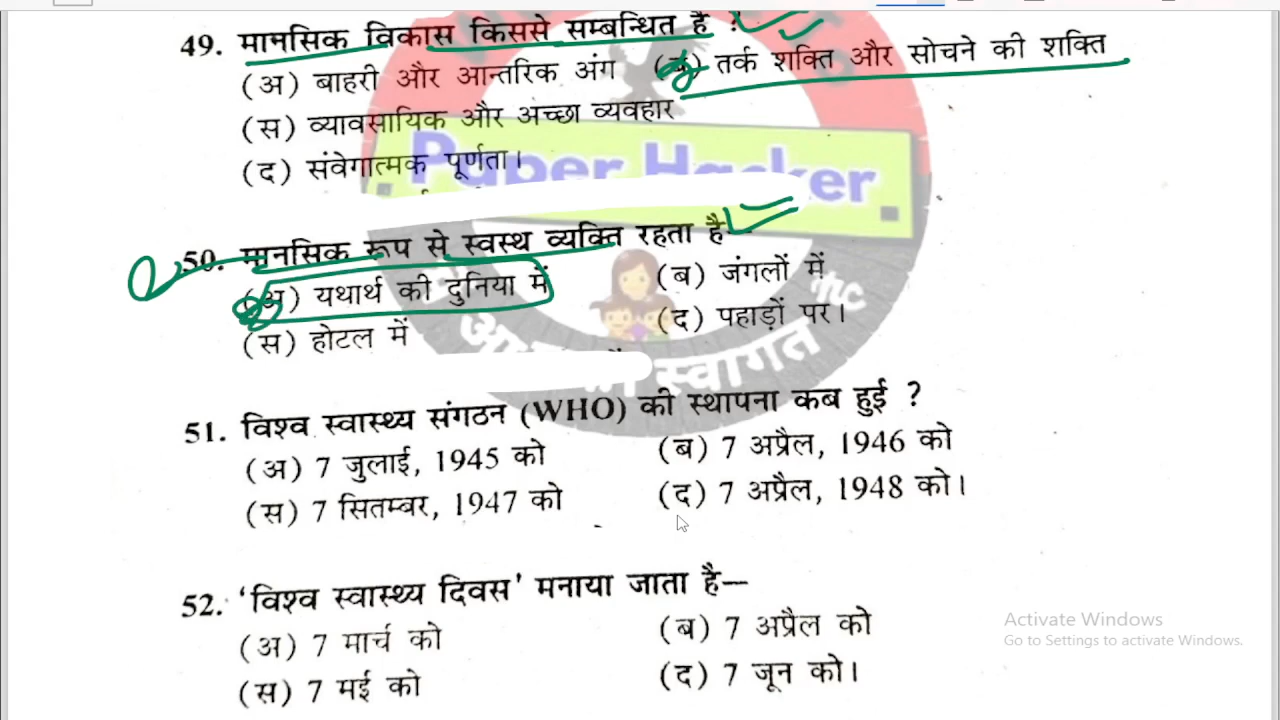 49. मानसिक विकास किससे सम्बन्धित है ?
(अ) बाहरी और आन्तरिक अंग (ब) तर्क शक्ति और सोचने की शक्ति
(स) व्यावसायिक और अच्छा व्यवहार
(द) संवेगात्मक पूर्णता।
Paper Hacker
50. मानसिक रूप से स्वस्थ व्यक्ति रहता है—
(अ) यथार्थ की दुनिया में (ब) जंगलों में
(स) होटल में (द) पहाड़ों पर।
स्वागत
51. विश्व स्वास्थ्य संगठन (WHO) की स्थापना कब हुई ?
(अ) 7 जुलाई, 1945 को (ब) 7 अप्रैल, 1946 को
(स) 7 सितम्बर, 1947 को (द) 7 अप्रैल, 1948 को।
52. 'विश्व स्वास्थ्य दिवस' मनाया जाता है—
(अ) 7 मार्च को (ब) 7 अप्रैल को
(स) 7 मई को (द) 7 जून को।
Activate Windows
Go to Settings to activate Windows.